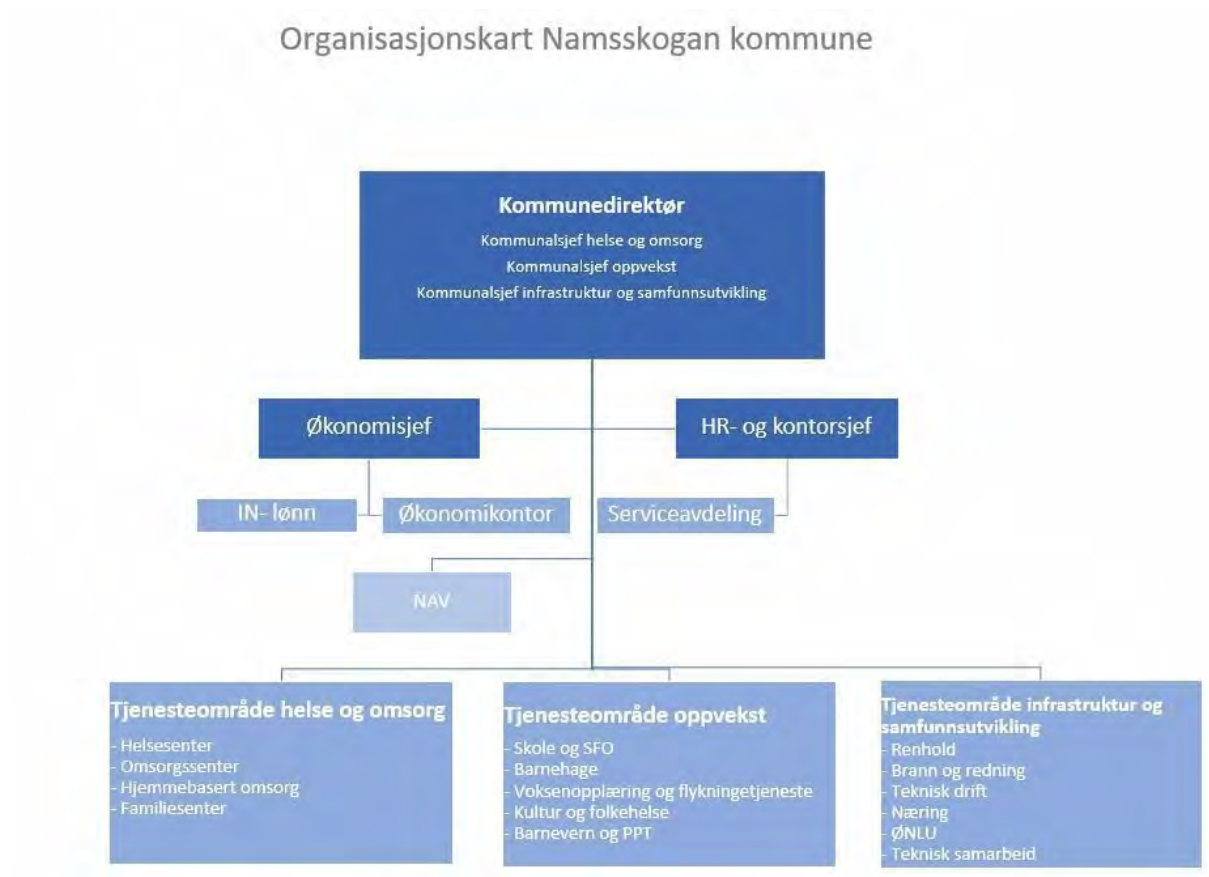 Organisasjonskart Namsskogan kommune
Kommunedirektør
Kommunalsjef helse og omsorg
Kommunalsjef oppvekst
Kommunalsjef infrastruktur og samfunnsutvikling
Økonomisjef
HR- og kontorsjef
IN- lønn
Økonomikontor
Serviceavdeling
NAV
Tjenesteområde helse og omsorg
- Helsesenter
- Omsorgssenter
- Hjemmebasert omsorg
- Familiesenter
Tjenesteområde oppvekst
- Skole og SFO
- Barnehage
- Voksenopplæring og flykningetjeneste
- Kultur og folkehelse
- Barnevern og PPT
Tjenesteområde infrastruktur og
samfunnsutvikling
- Renhold
- Brann og redning
- Teknisk drift
- Næring
- ØNLU
- Teknisk samarbeid